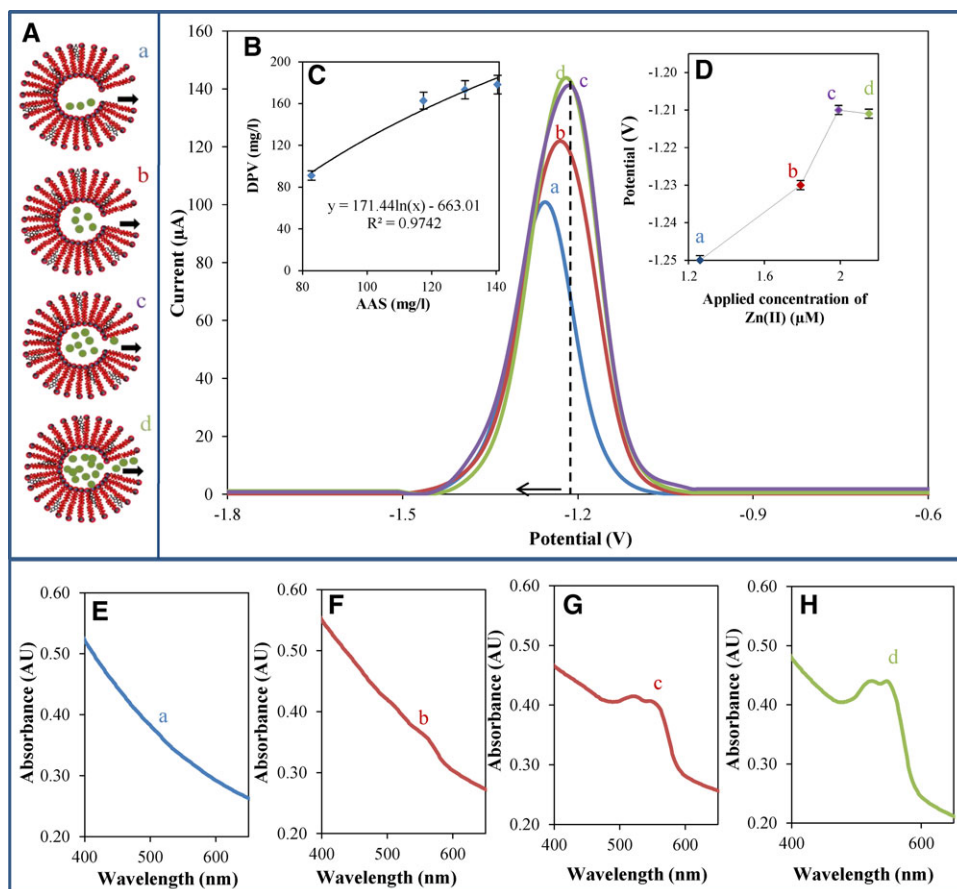 A
a
b
c
d
B
160
140
120
100
80
60
40
20
0
Current (µA)
-1.8
-1.5
-1.2
-0.9
-0.6
Potential (V)
d
c
b
a
C
200
160
120
80
40
0
DPV (mg/l)
y = 171.44ln(x) - 663.01
R² = 0.9742
80
100
120
140
AAS (mg/l)
D
-1.20
-1.21
-1.22
-1.23
-1.24
-1.25
Potential (V)
a
b
c
d
1.2
1.6
2
Applied concentration of
Zn(II) (µM)
E
0.60
0.50
0.40
0.30
0.20
Absorbance (AU)
a
400
500
600
Wavelength (nm)
F
0.60
0.50
0.40
0.30
0.20
Absorbance (AU)
b
400
500
600
Wavelength (nm)
G
0.60
0.50
0.40
0.30
0.20
Absorbance (AU)
c
400
500
600
Wavelength (nm)
H
0.60
0.50
0.40
0.30
0.20
Absorbance (AU)
d
400
500
600
Wavelength (nm)